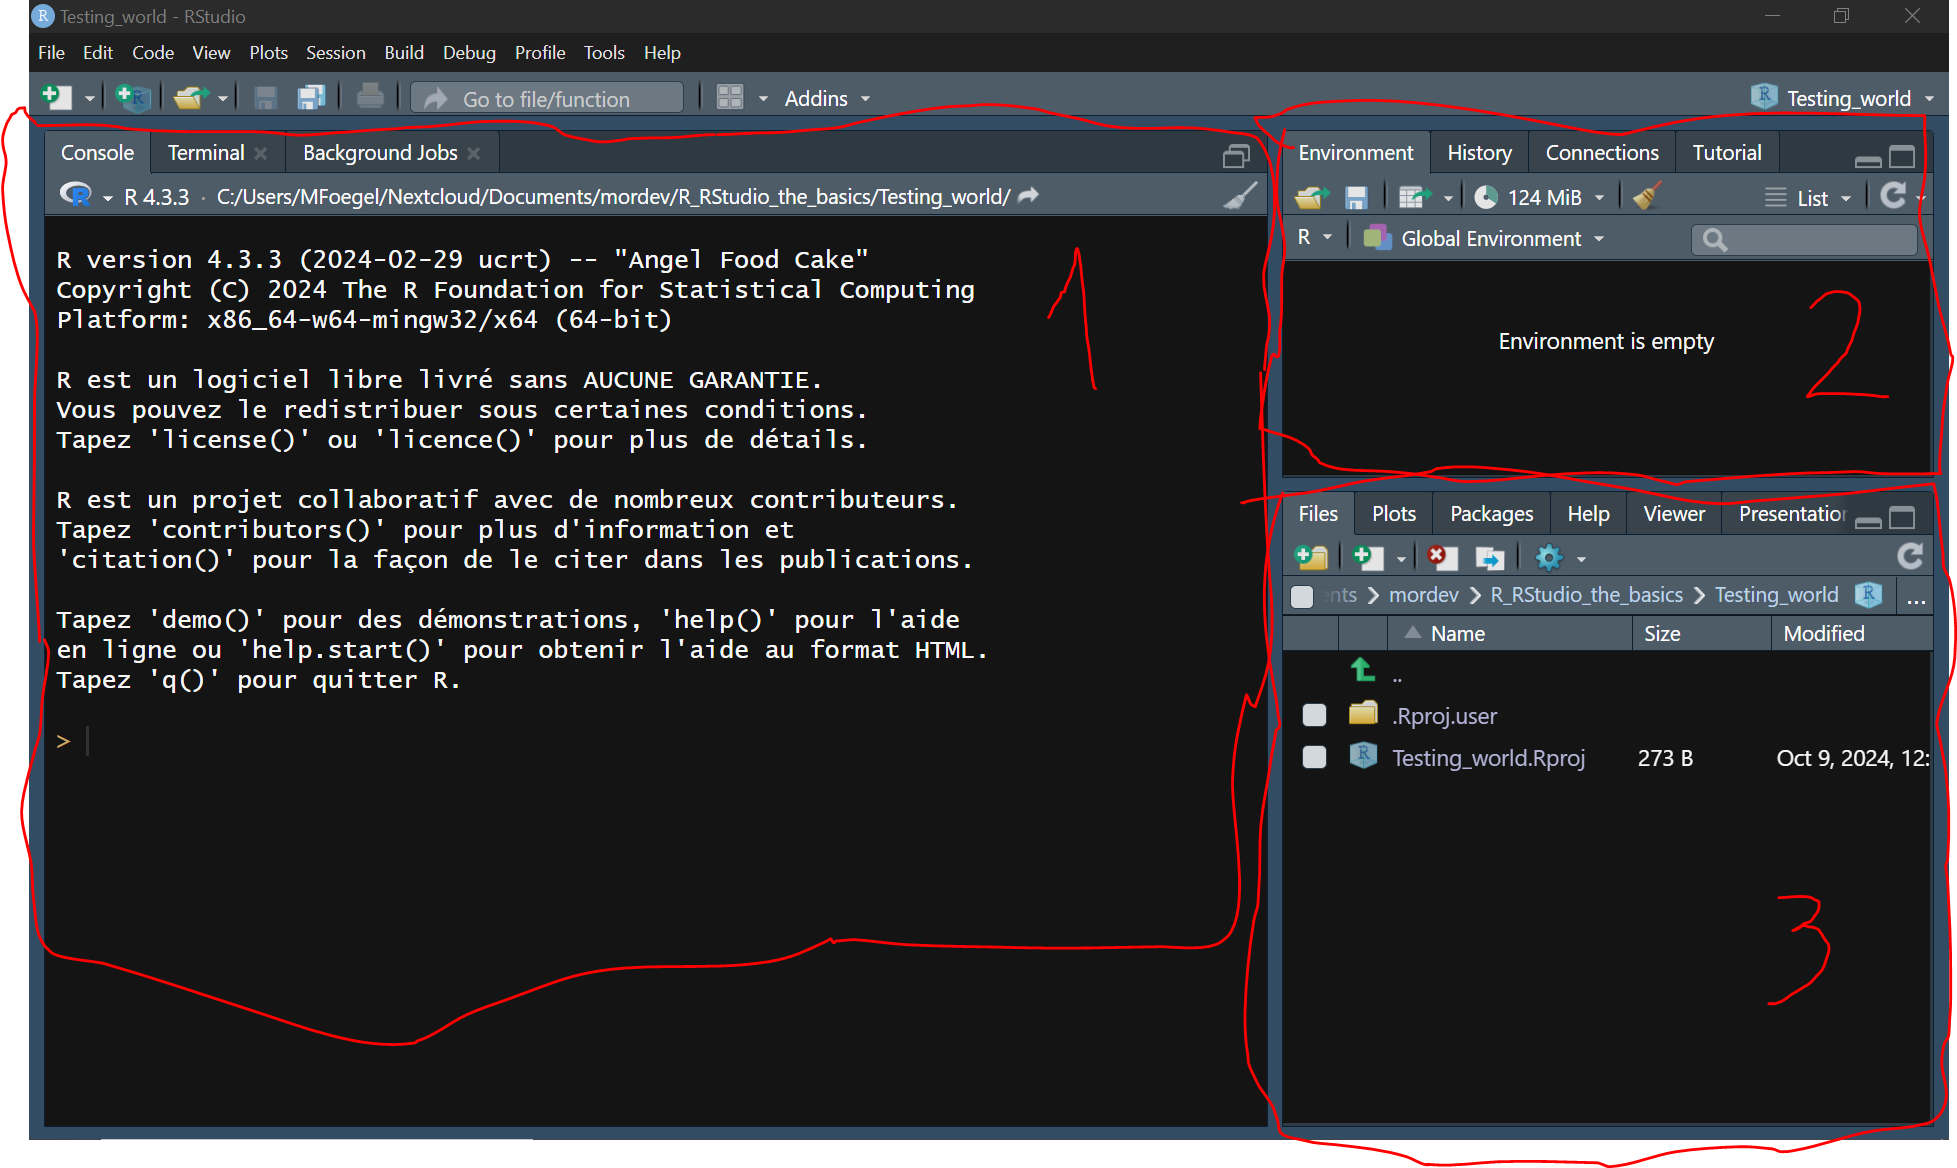 Testing_world - RStudio
File Edit Code View Plots Session Build Debug Profile Tools Help
Go to file/function Addins Testing_world
Console Terminal Background Jobs
R 4.3.3 · C:/Users/MFoegel/Nextcloud/Documents/mordev/R_RStudio_the_basics/Testing_world/
R version 4.3.3 (2024-02-29 ucrt) -- "Angel Food Cake"
Copyright (C) 2024 The R Foundation for Statistical Computing
Platform: x86_64-w64-mingw32/x64 (64-bit)
R est un logiciel libre livré sans AUCUNE GARANTIE.
Vous pouvez le redistribuer sous certaines conditions.
Tapez 'license()' ou 'licence()' pour plus de détails.
R est un projet collaboratif avec de nombreux contributeurs.
Tapez 'contributors()' pour plus d'information et
'citation()' pour la façon de le citer dans les publications.
Tapez 'demo()' pour des démonstrations, 'help()' pour l'aide
en ligne ou 'help.start()' pour obtenir l'aide au format HTML.
Tapez 'q()' pour quitter R.
>
1
Environment History Connections Tutorial
124 MiB List
R Global Environment
Environment is empty
2
Files Plots Packages Help Viewer Presentation
ents mordev R_RStudio_the_basics Testing_world ...
Name Size Modified
..
.Rproj.user
Testing_world.Rproj 273 B Oct 9, 2024, 12:
3